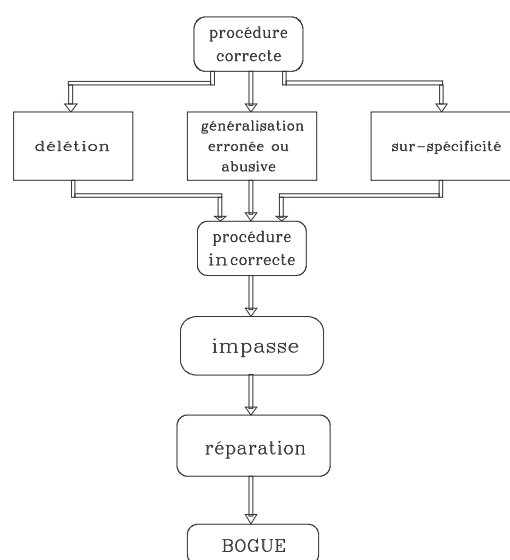 procédure
correcte
délétion
généralisation
erronée ou
abusive
sur-spécificité
procédure
incorrecte
impasse
réparation
BOGUE